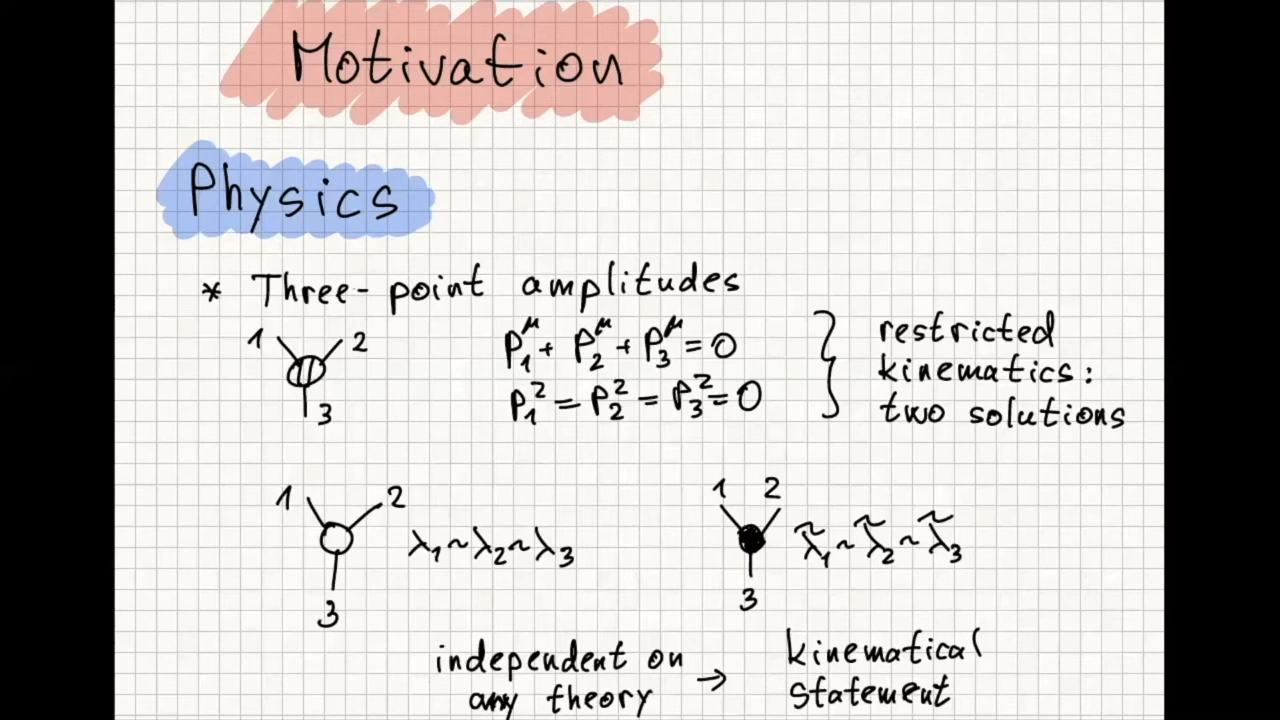 Motivation
Physics
* Three-point amplitudes
1 2 3
p₁^μ + p₂^μ + p₃^μ = 0
p₁² = p₂² = p₃² = 0
restricted
kinematics:
two solutions
1 2 3
λ₁ ~ λ₂ ~ λ₃
1 2 3
λ̃₁ ~ λ̃₂ ~ λ̃₃
independent on
any theory
→
kinematical
statement